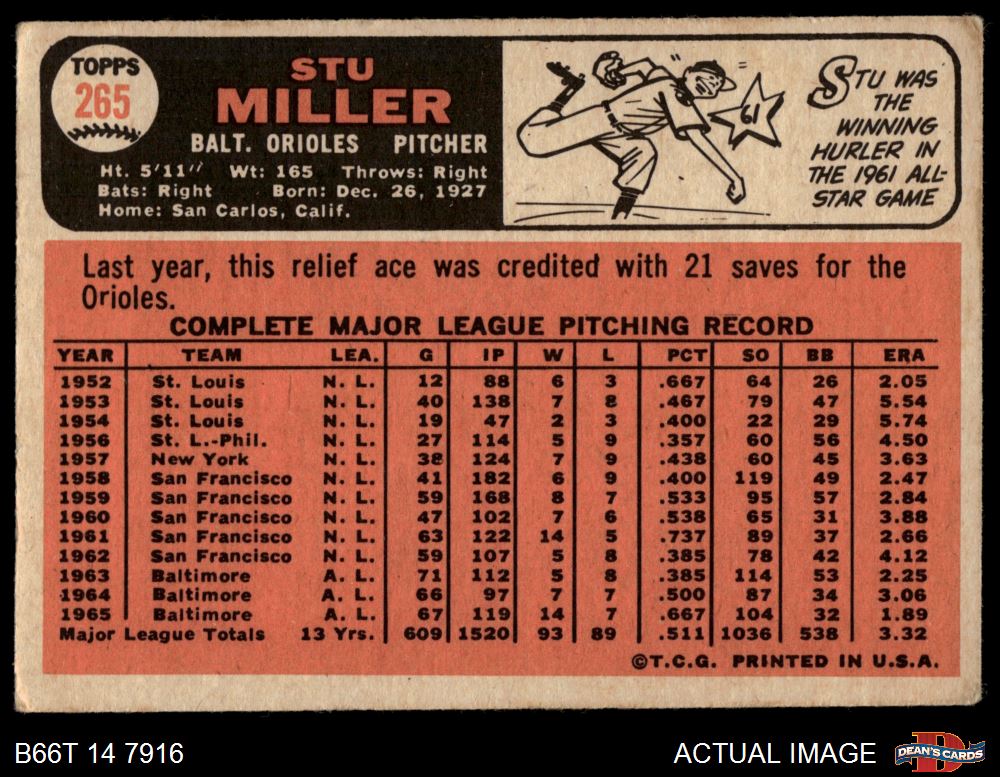 TOPPS
265
STU
MILLER
BALT. ORIOLES PITCHER
Ht. 5'11" Wt: 165 Throws: Right
Bats: Right Born: Dec. 26, 1927
Home: San Carlos, Calif.
61
STU WAS
THE
WINNING
HURLER IN
THE 1961 ALL-
STAR GAME
Last year, this relief ace was credited with 21 saves for the
Orioles.
COMPLETE MAJOR LEAGUE PITCHING RECORD
YEAR TEAM LEA. G IP W L PCT SO BB ERA
1952 St. Louis N. L. 12 88 6 3 .667 64 26 2.05
1953 St. Louis N. L. 40 138 7 8 .467 79 47 5.54
1954 St. Louis N. L. 19 47 2 3 .400 22 29 5.74
1956 St. L.-Phil. N. L. 27 114 5 9 .357 60 56 4.50
1957 New York N. L. 38 124 7 9 .438 60 45 3.63
1958 San Francisco N. L. 41 182 6 9 .400 119 49 2.47
1959 San Francisco N. L. 59 168 8 7 .533 95 57 2.84
1960 San Francisco N. L. 47 102 7 6 .538 65 31 3.88
1961 San Francisco N. L. 63 122 14 5 .737 89 37 2.66
1962 San Francisco N. L. 59 107 5 8 .385 78 42 4.12
1963 Baltimore A. L. 71 112 5 8 .385 114 53 2.25
1964 Baltimore A. L. 66 97 7 7 .500 87 34 3.06
1965 Baltimore A. L. 67 119 14 7 .667 104 32 1.89
Major League Totals 13 Yrs. 609 1520 93 89 .511 1036 538 3.32
©T.C.G. PRINTED IN U.S.A.
B66T 14 7916 ACTUAL IMAGE DEAN'S CARDS